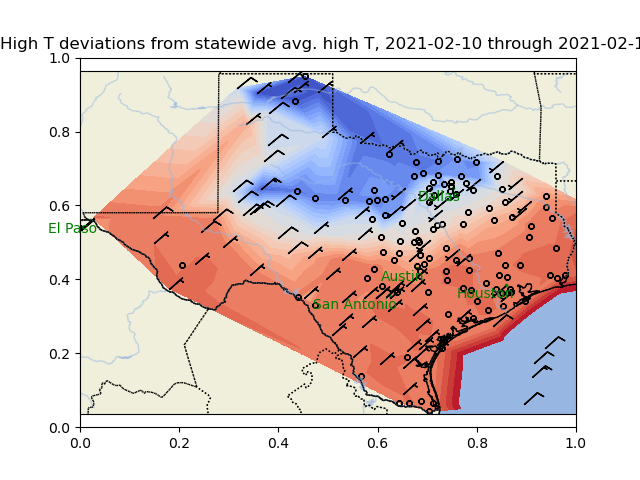 High T deviations from statewide avg. high T, 2021-02-10 through 2021-02-1
1.0
0.8
0.6
0.4
0.2
0.0
El Paso
Dallas
Austin
San Antonio
Houston
0.0 0.2 0.4 0.6 0.8 1.0